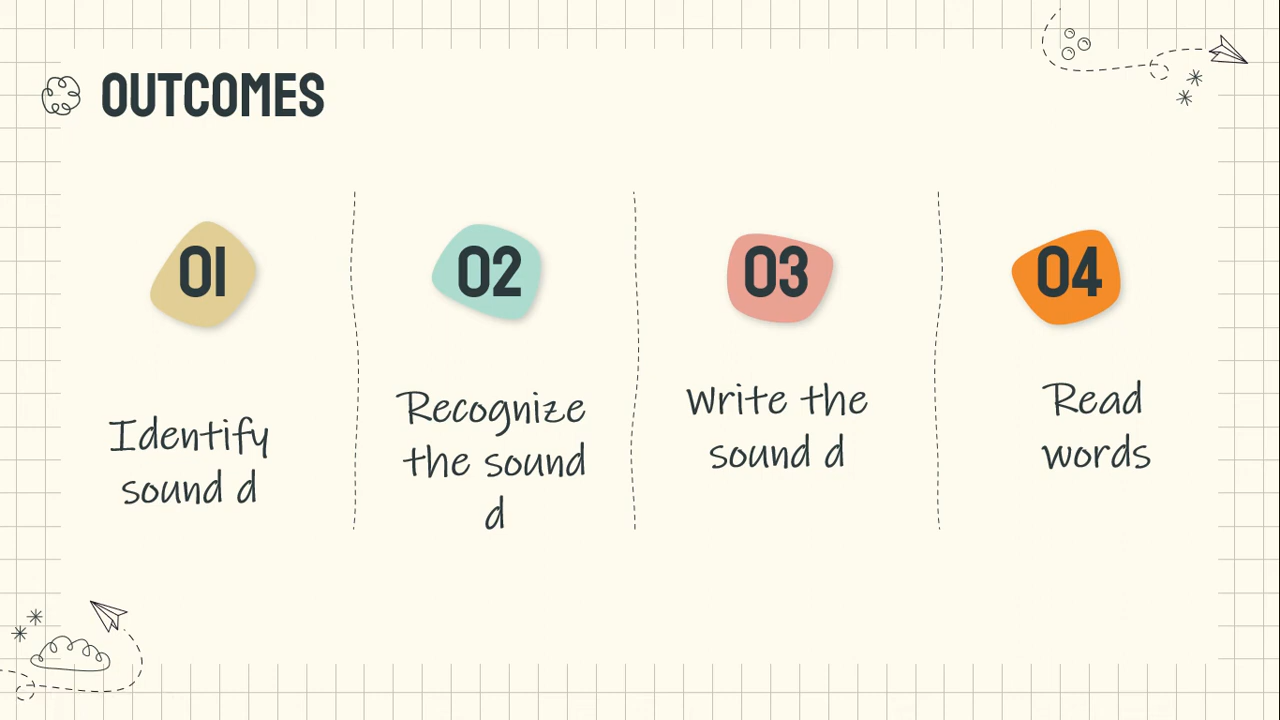 OUTCOMES
01
Identify
sound d
02
Recognize
the sound
d
03
Write the
sound d
04
Read
words